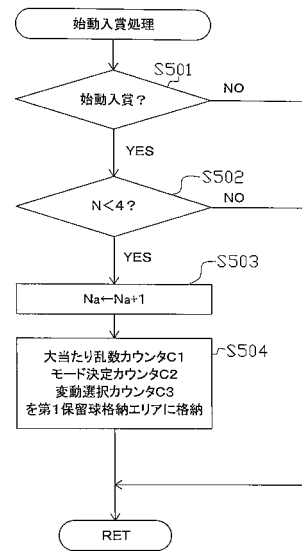 始動入賞処理
S501
始動入賞？
NO
YES
S502
N<4？
NO
YES
S503
Na←Na+1
S504
大当たり乱数カウンタC1
モード決定カウンタC2
変動選択カウンタC3
を第1保留球格納エリアに格納
RET